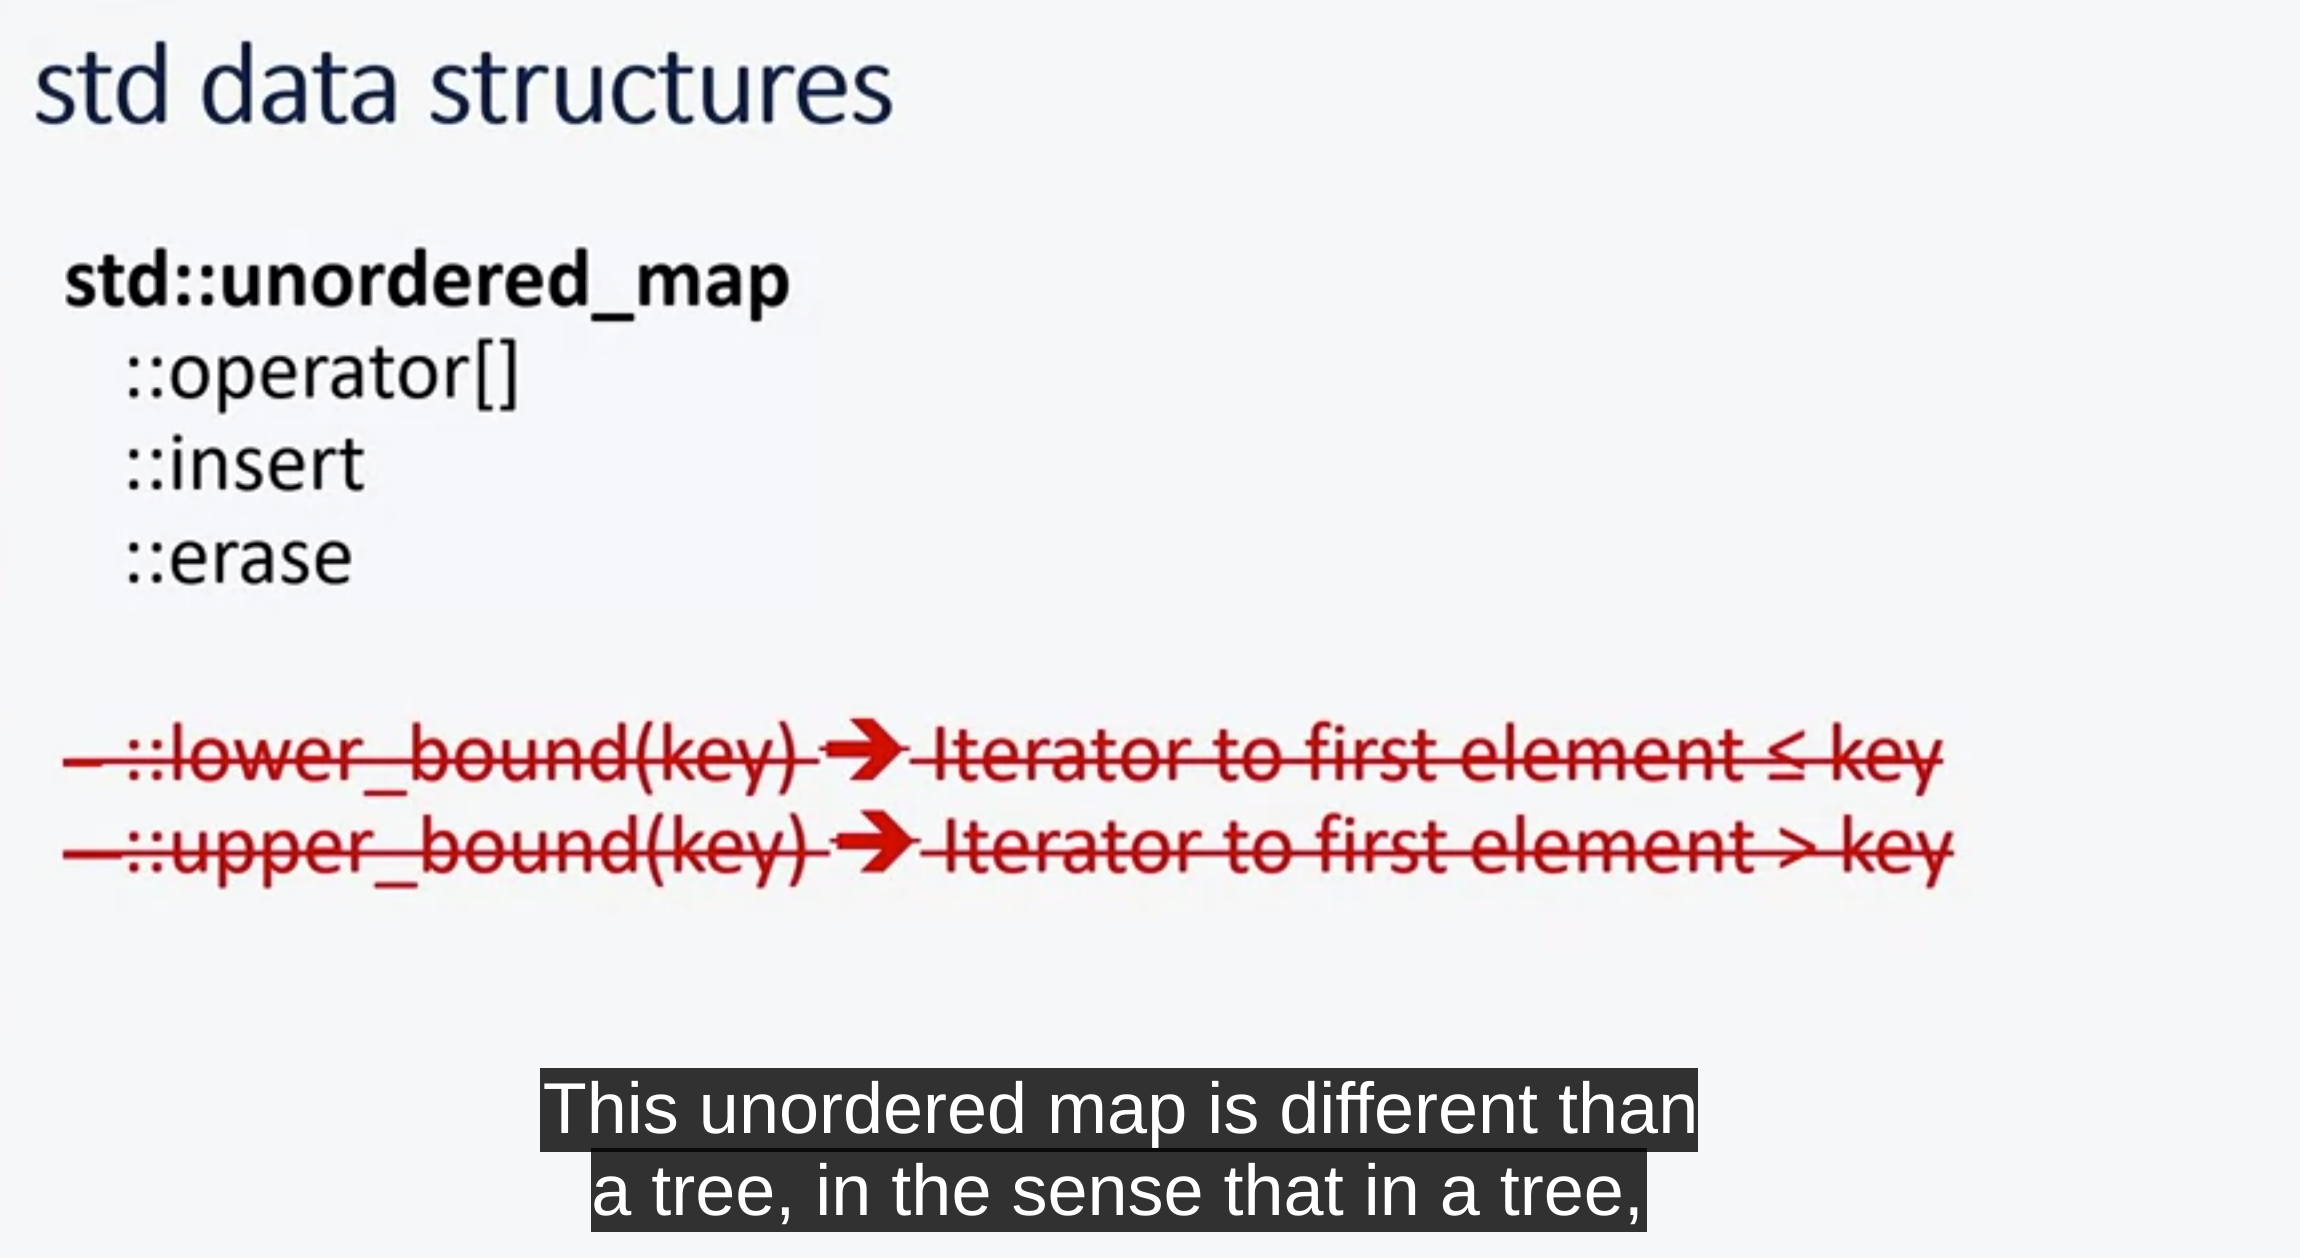 std data structures
std::unordered_map
::operator[]
::insert
::erase
::lower_bound(key) ➔ Iterator to first element ≤ key
::upper_bound(key) ➔ Iterator to first element > key
This unordered map is different than
a tree, in the sense that in a tree,